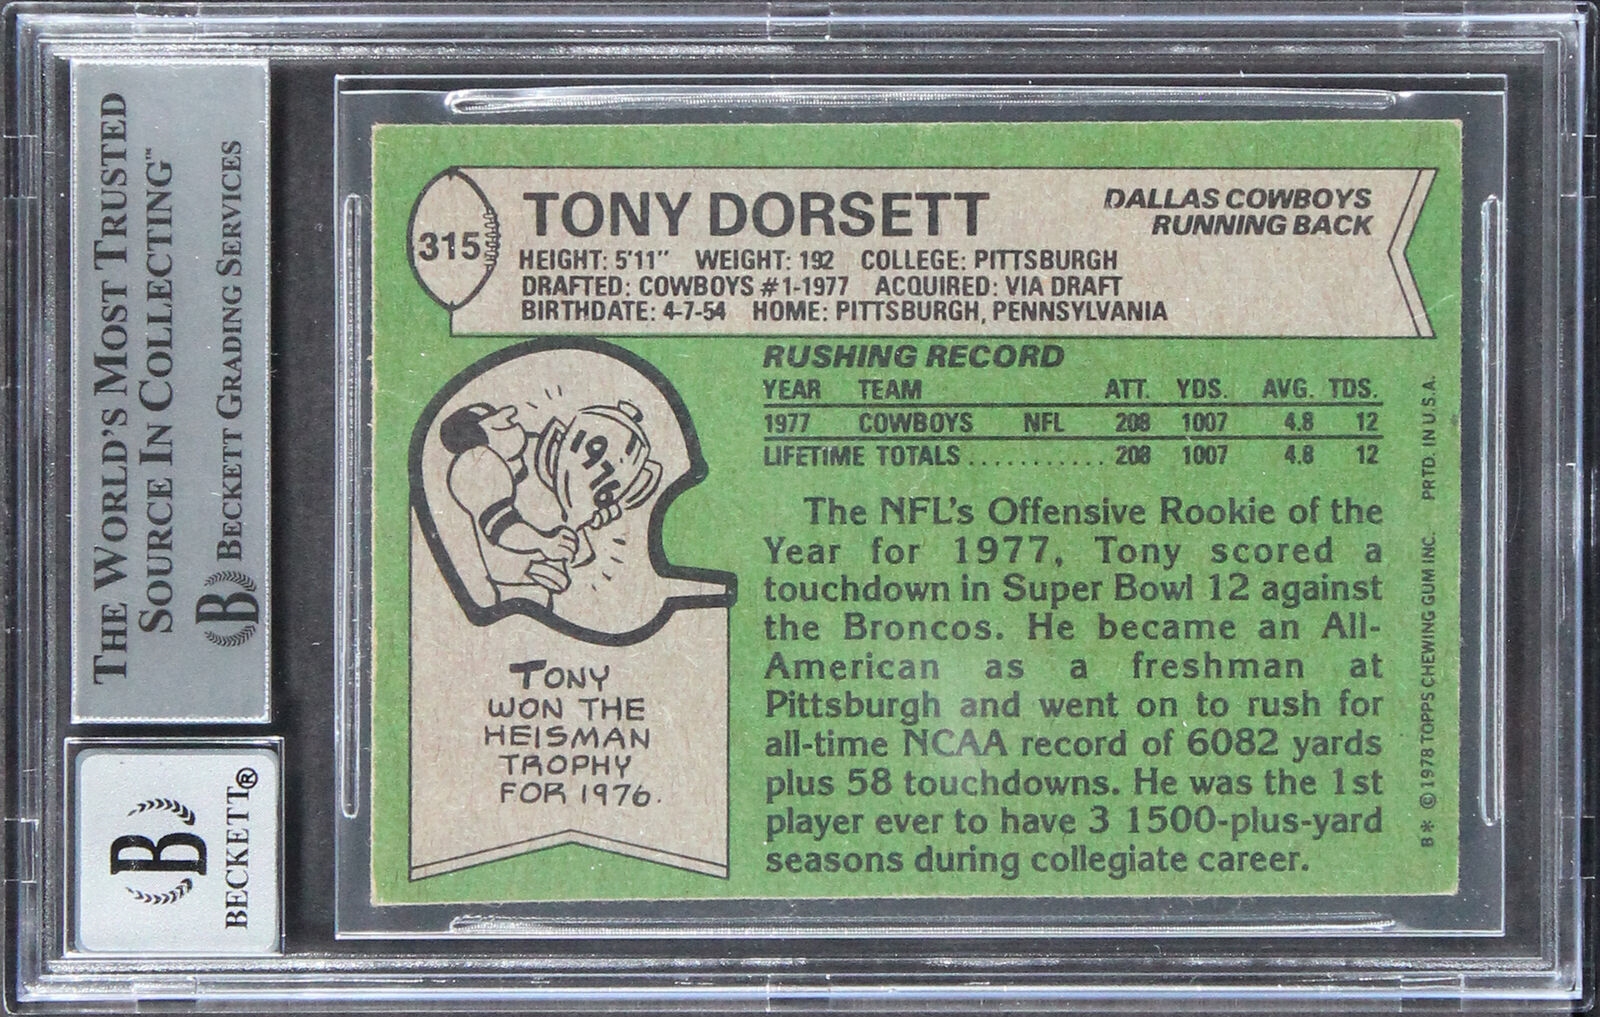 THE WORLD'S MOST TRUSTED
SOURCE IN COLLECTING™
B BECKETT GRADING SERVICES
B
BECKETT®
315
TONY DORSETT
DALLAS COWBOYS
RUNNING BACK
HEIGHT: 5'11" WEIGHT: 192 COLLEGE: PITTSBURGH
DRAFTED: COWBOYS #1-1977 ACQUIRED: VIA DRAFT
BIRTHDATE: 4-7-54 HOME: PITTSBURGH, PENNSYLVANIA
1976
TONY
WON THE
HEISMAN
TROPHY
FOR 1976.
RUSHING RECORD
YEAR TEAM ATT. YDS. AVG. TDS.
1977 COWBOYS NFL 208 1007 4.8 12
LIFETIME TOTALS............ 208 1007 4.8 12
The NFL's Offensive Rookie of the
Year for 1977, Tony scored a
touchdown in Super Bowl 12 against
the Broncos. He became an All-
American as a freshman at
Pittsburgh and went on to rush for
all-time NCAA record of 6082 yards
plus 58 touchdowns. He was the 1st
player ever to have 3 1500-plus-yard
seasons during collegiate career.
B* © 1978 TOPPS CHEWING GUM INC. PRTD. IN U.S.A.